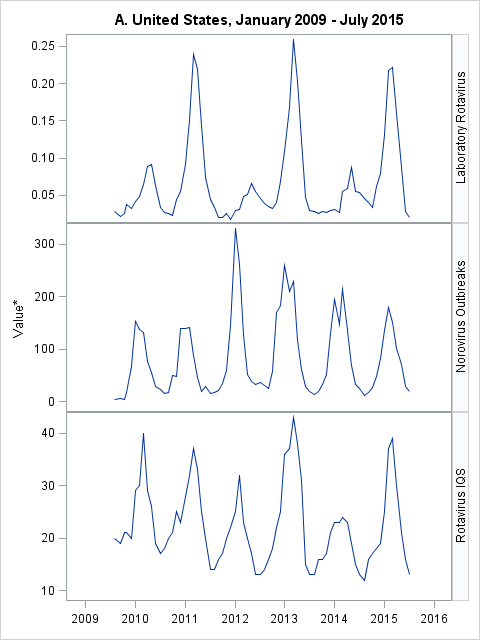 A. United States, January 2009 - July 2015
Value*
0.25
0.20
0.15
0.10
0.05
Laboratory Rotavirus
300
200
100
0
Norovirus Outbreaks
40
30
20
10
Rotavirus IQS
2009 2010 2011 2012 2013 2014 2015 2016